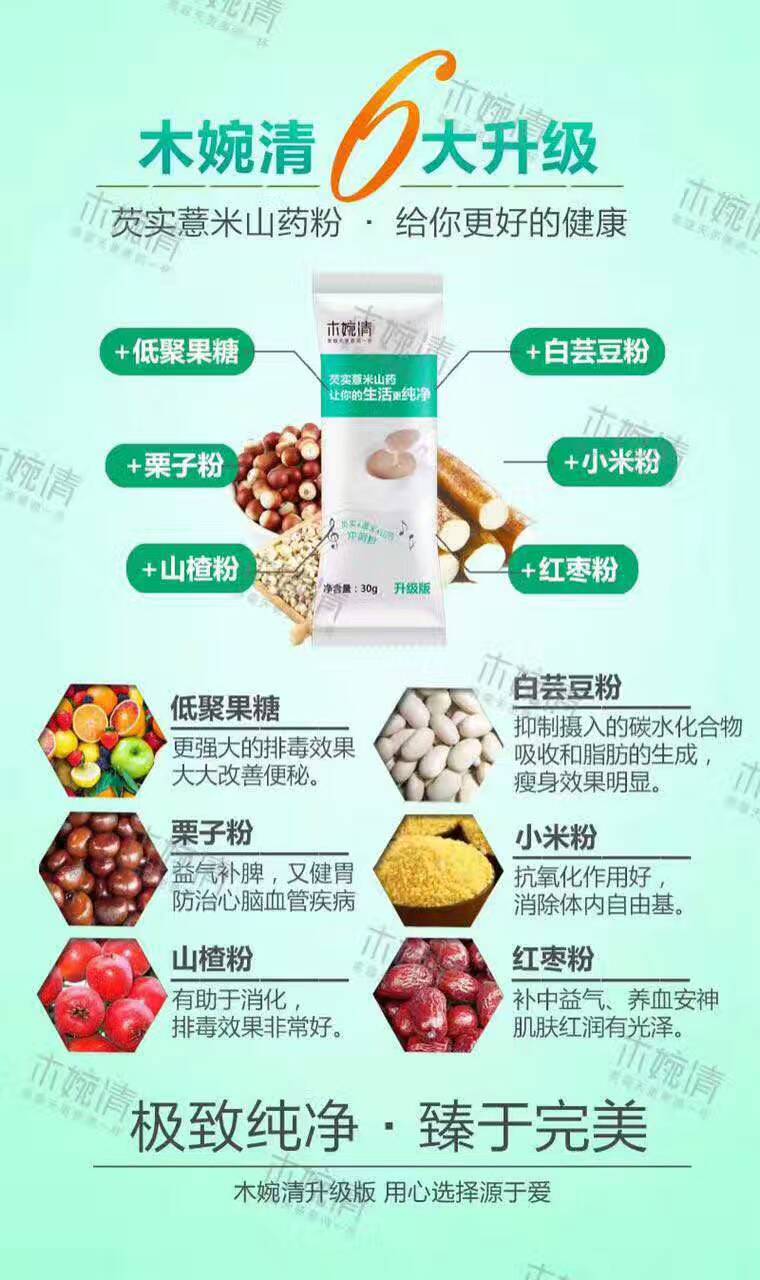 木婉清6大升级
芡实薏米山药粉 · 给你更好的健康
木婉清
芡实薏米山药
让你的生活更纯净
芡实+薏米+山药
冲调粉
净含量：30g 升级版
+低聚果糖
+白芸豆粉
+栗子粉
+小米粉
+山楂粉
+红枣粉
低聚果糖
更强大的排毒效果
大大改善便秘。
白芸豆粉
抑制摄入的碳水化合物
吸收和脂肪的生成，
瘦身效果明显。
栗子粉
益气补脾，又健胃
防治心脑血管疾病
小米粉
抗氧化作用好，
消除体内自由基。
山楂粉
有助于消化，
排毒效果非常好。
红枣粉
补中益气、养血安神
肌肤红润有光泽。
极致纯净 · 臻于完美
木婉清升级版 用心选择源于爱